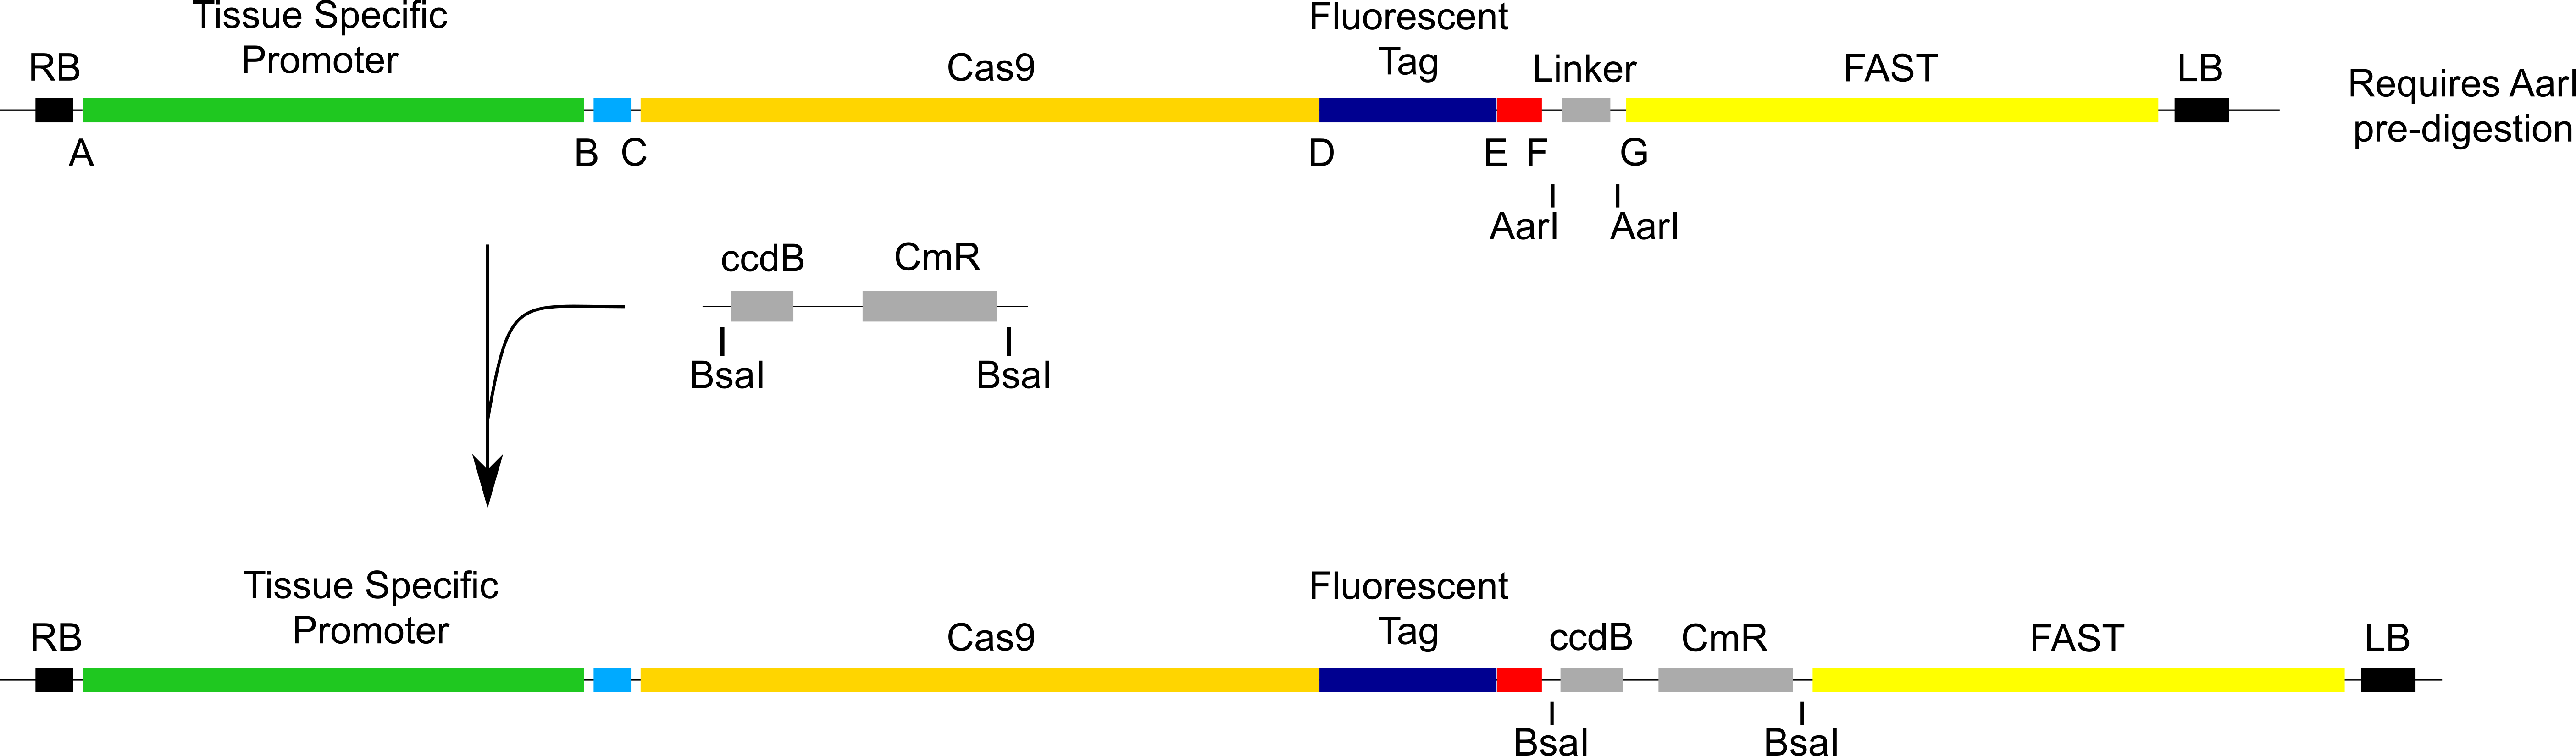 Tissue Specific
Promoter
Fluorescent
Tag
RB
Cas9
Linker
FAST
LB
Requires AarI
pre-digestion
A
B
C
D
E
F
G
AarI
AarI
ccdB
CmR
BsaI
BsaI
Tissue Specific
Promoter
Fluorescent
Tag
RB
Cas9
ccdB
CmR
FAST
LB
BsaI
BsaI